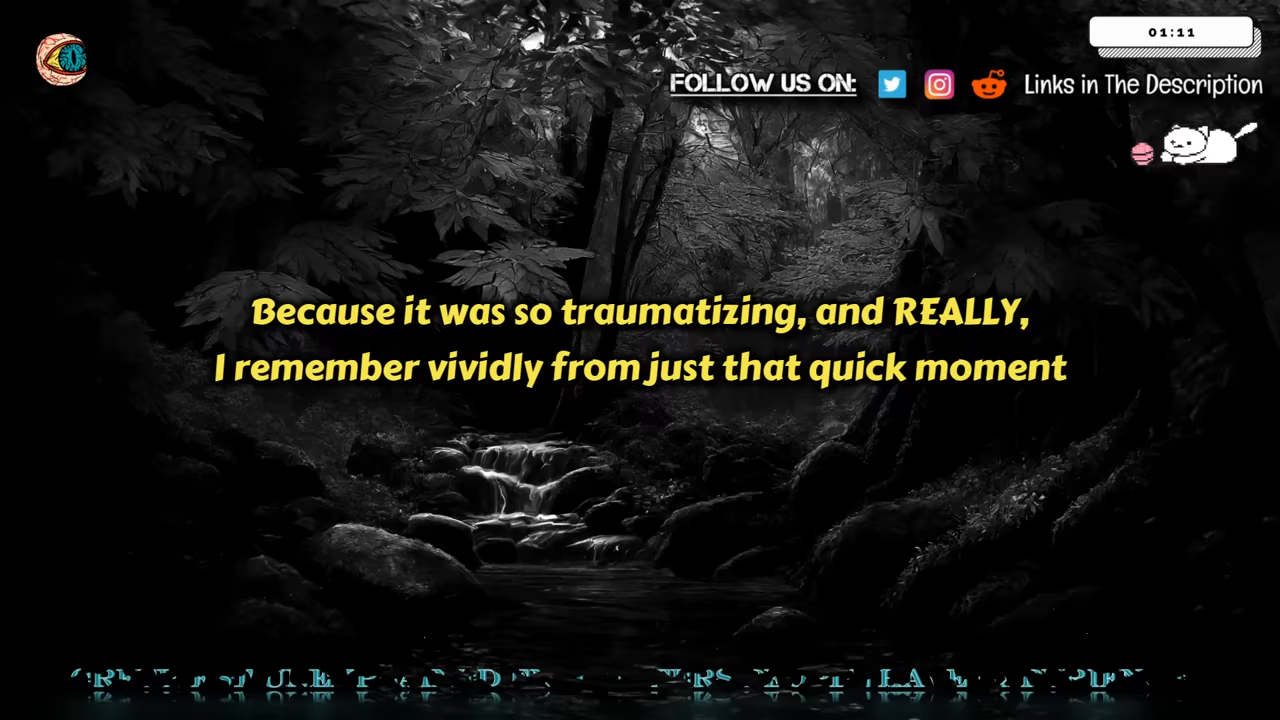 01:11
FOLLOW US ON:
Links in The Description
Because it was so traumatizing, and REALLY,
I remember vividly from just that quick moment